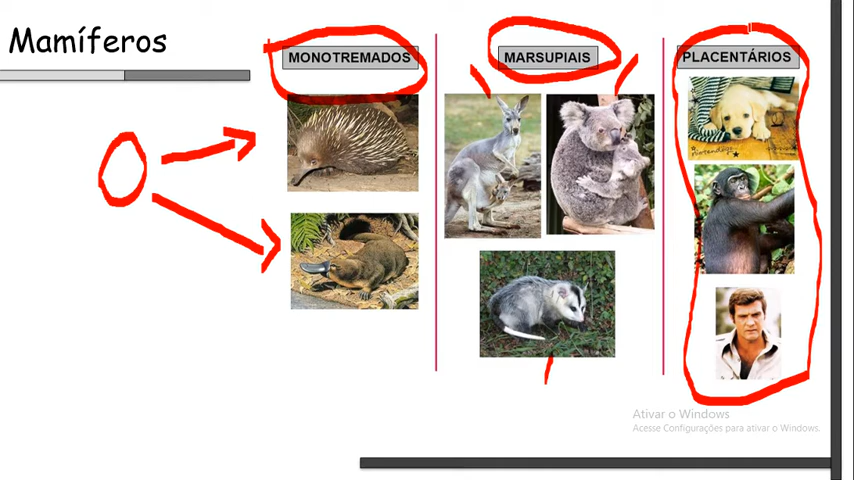 Mamíferos
MONOTREMADOS
MARSUPIAIS
PLACENTÁRIOS
Ativar o Windows
Acesse Configurações para ativar o Windows.